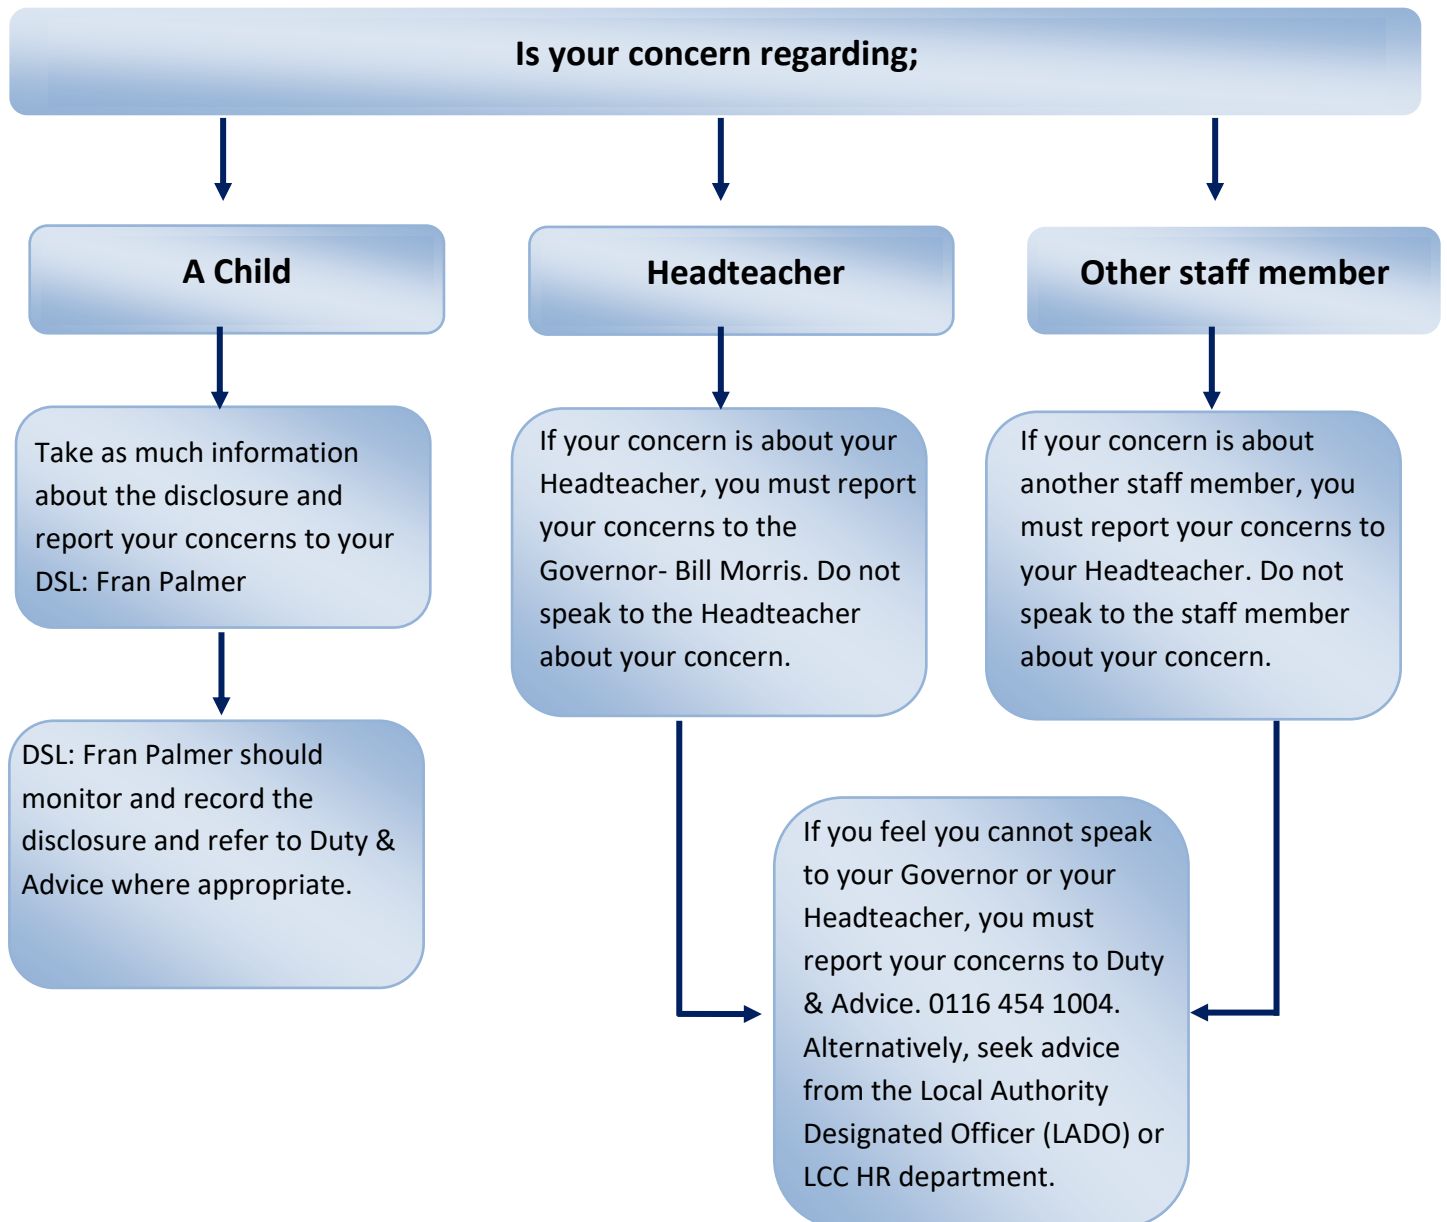 Is your concern regarding;
A Child
Headteacher
Other staff member
Take as much information
about the disclosure and
report your concerns to your
DSL: Fran Palmer
If your concern is about your
Headteacher, you must report
your concerns to the
Governor- Bill Morris. Do not
speak to the Headteacher
about your concern.
If your concern is about
another staff member, you
must report your concerns to
your Headteacher. Do not
speak to the staff member
about your concern.
DSL: Fran Palmer should
monitor and record the
disclosure and refer to Duty &
Advice where appropriate.
If you feel you cannot speak
to your Governor or your
Headteacher, you must
report your concerns to Duty
& Advice. 0116 454 1004.
Alternatively, seek advice
from the Local Authority
Designated Officer (LADO) or
LCC HR department.